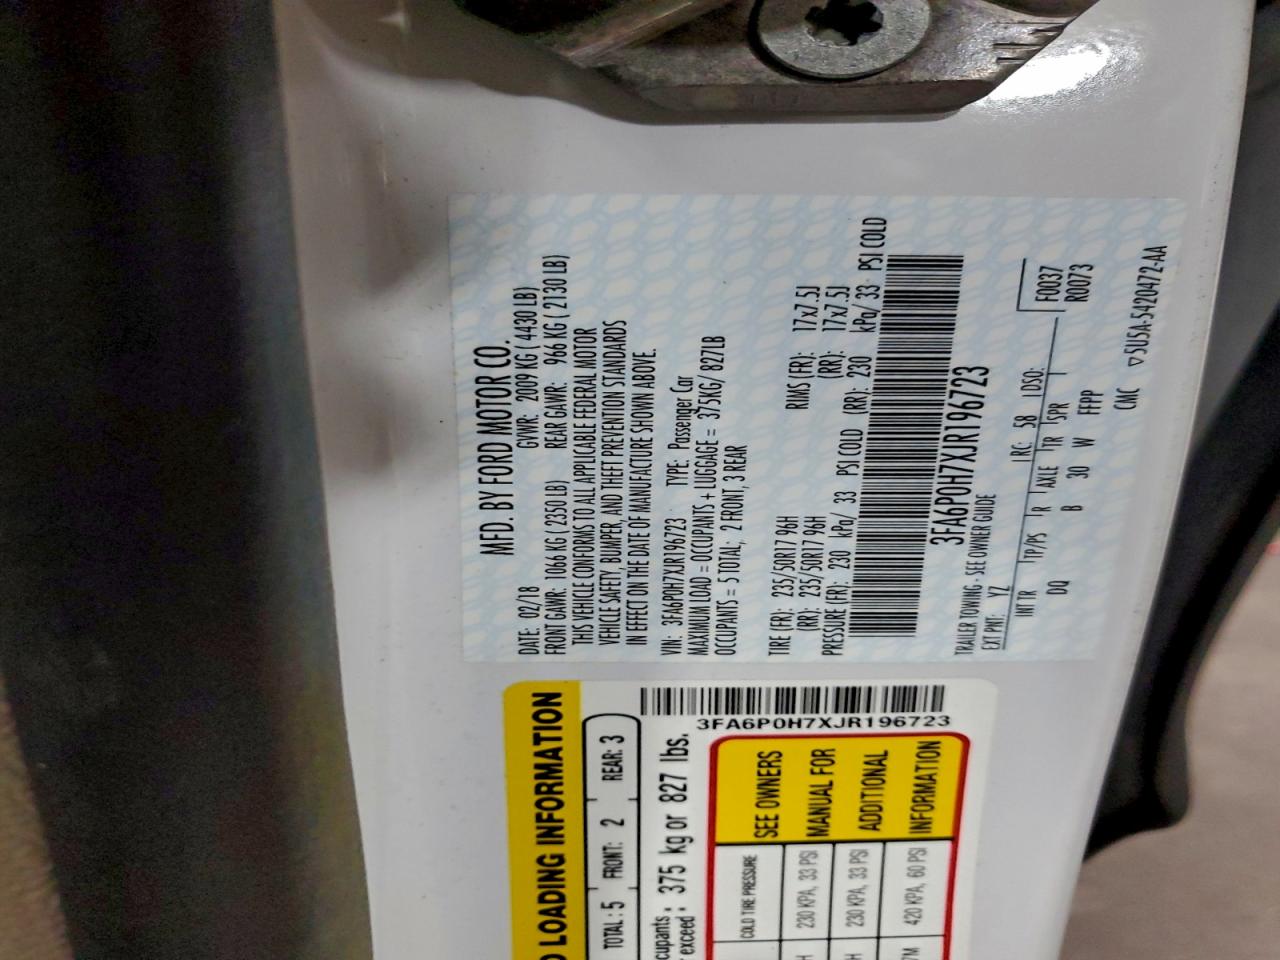 MFD. BY FORD MOTOR CO.
DATE: 02/18 GVWR: 2009 KG ( 4430 LB)
FRONT GAWR: 1066 KG ( 2350 LB) REAR GAWR: 966 KG ( 2130 LB)
THIS VEHICLE CONFORMS TO ALL APPLICABLE FEDERAL MOTOR
VEHICLE SAFETY, BUMPER, AND THEFT PREVENTION STANDARDS
IN EFFECT ON THE DATE OF MANUFACTURE SHOWN ABOVE.
VIN: 3FA6P0H7XJR196723 TYPE: Passenger Car
MAXIMUM LOAD = OCCUPANTS + LUGGAGE = 375KG/ 827LB
OCCUPANTS = 5 TOTAL; 2 FRONT, 3 REAR
TIRE (FR): 235/50R17 96H RIMS (FR): 17x7.5J
(RR): 235/50R17 96H (RR): 17x7.5J
PRESSURE (FR): 230 kPa/ 33 PSI COLD (RR): 230 kPa/ 33 PSI COLD
3FA6P0H7XJR196723
TRAILER TOWING - SEE OWNER GUIDE
EXT PNT: YZ RC: 58 DSO: F0037
INT TR TP/PS R AXLE TR SPR R0073
DQ B 30 W FFPP
CNC ▽SU5A-5420472-AA
LOADING INFORMATION
TOTAL: 5 FRONT: 2 REAR: 3
cupants
exceed : 375 kg or 827 lbs.
3FA6P0H7XJR196723
COLD TIRE PRESSURE
230 KPA, 33 PSI
230 KPA, 33 PSI
7M 420 KPA, 60 PSI
SEE OWNERS
MANUAL FOR
ADDITIONAL
INFORMATION